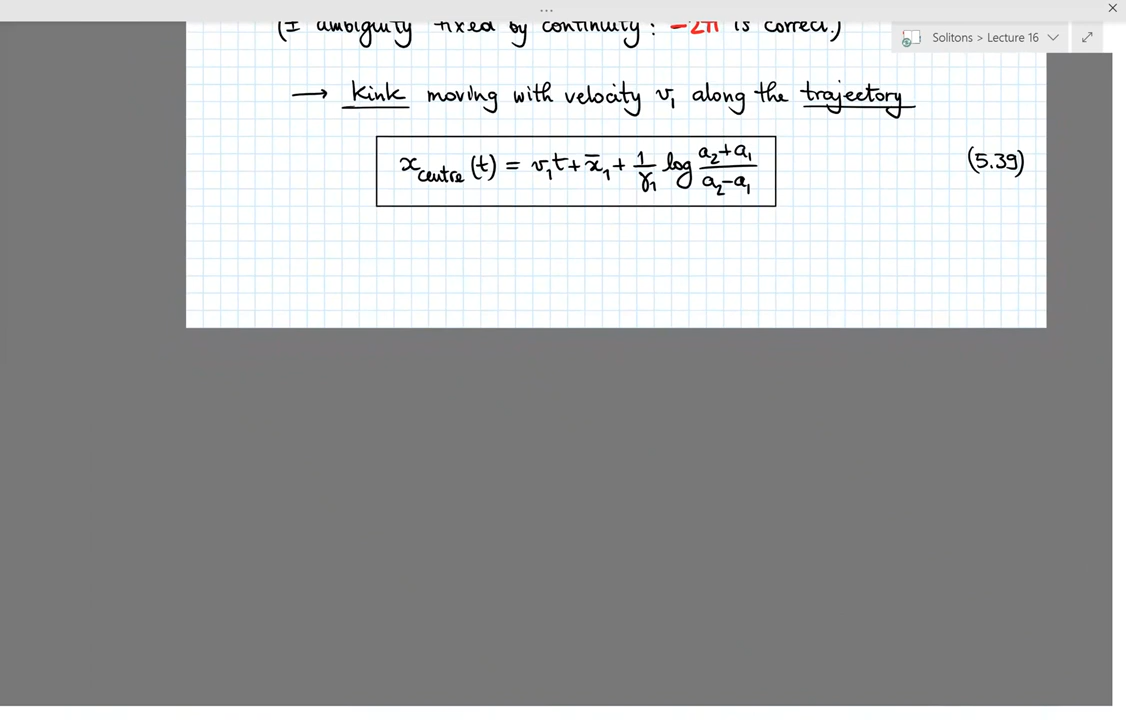 (± ambiguity fixed by continuity: -2π is correct.)
Solitons > Lecture 16
→ Kink moving with velocity v₁ along the trajectory
x_centre (t) = v₁t + x̄₁ + 1/γ₁ log (a₂+a₁)/(a₂-a₁)
(5.39)